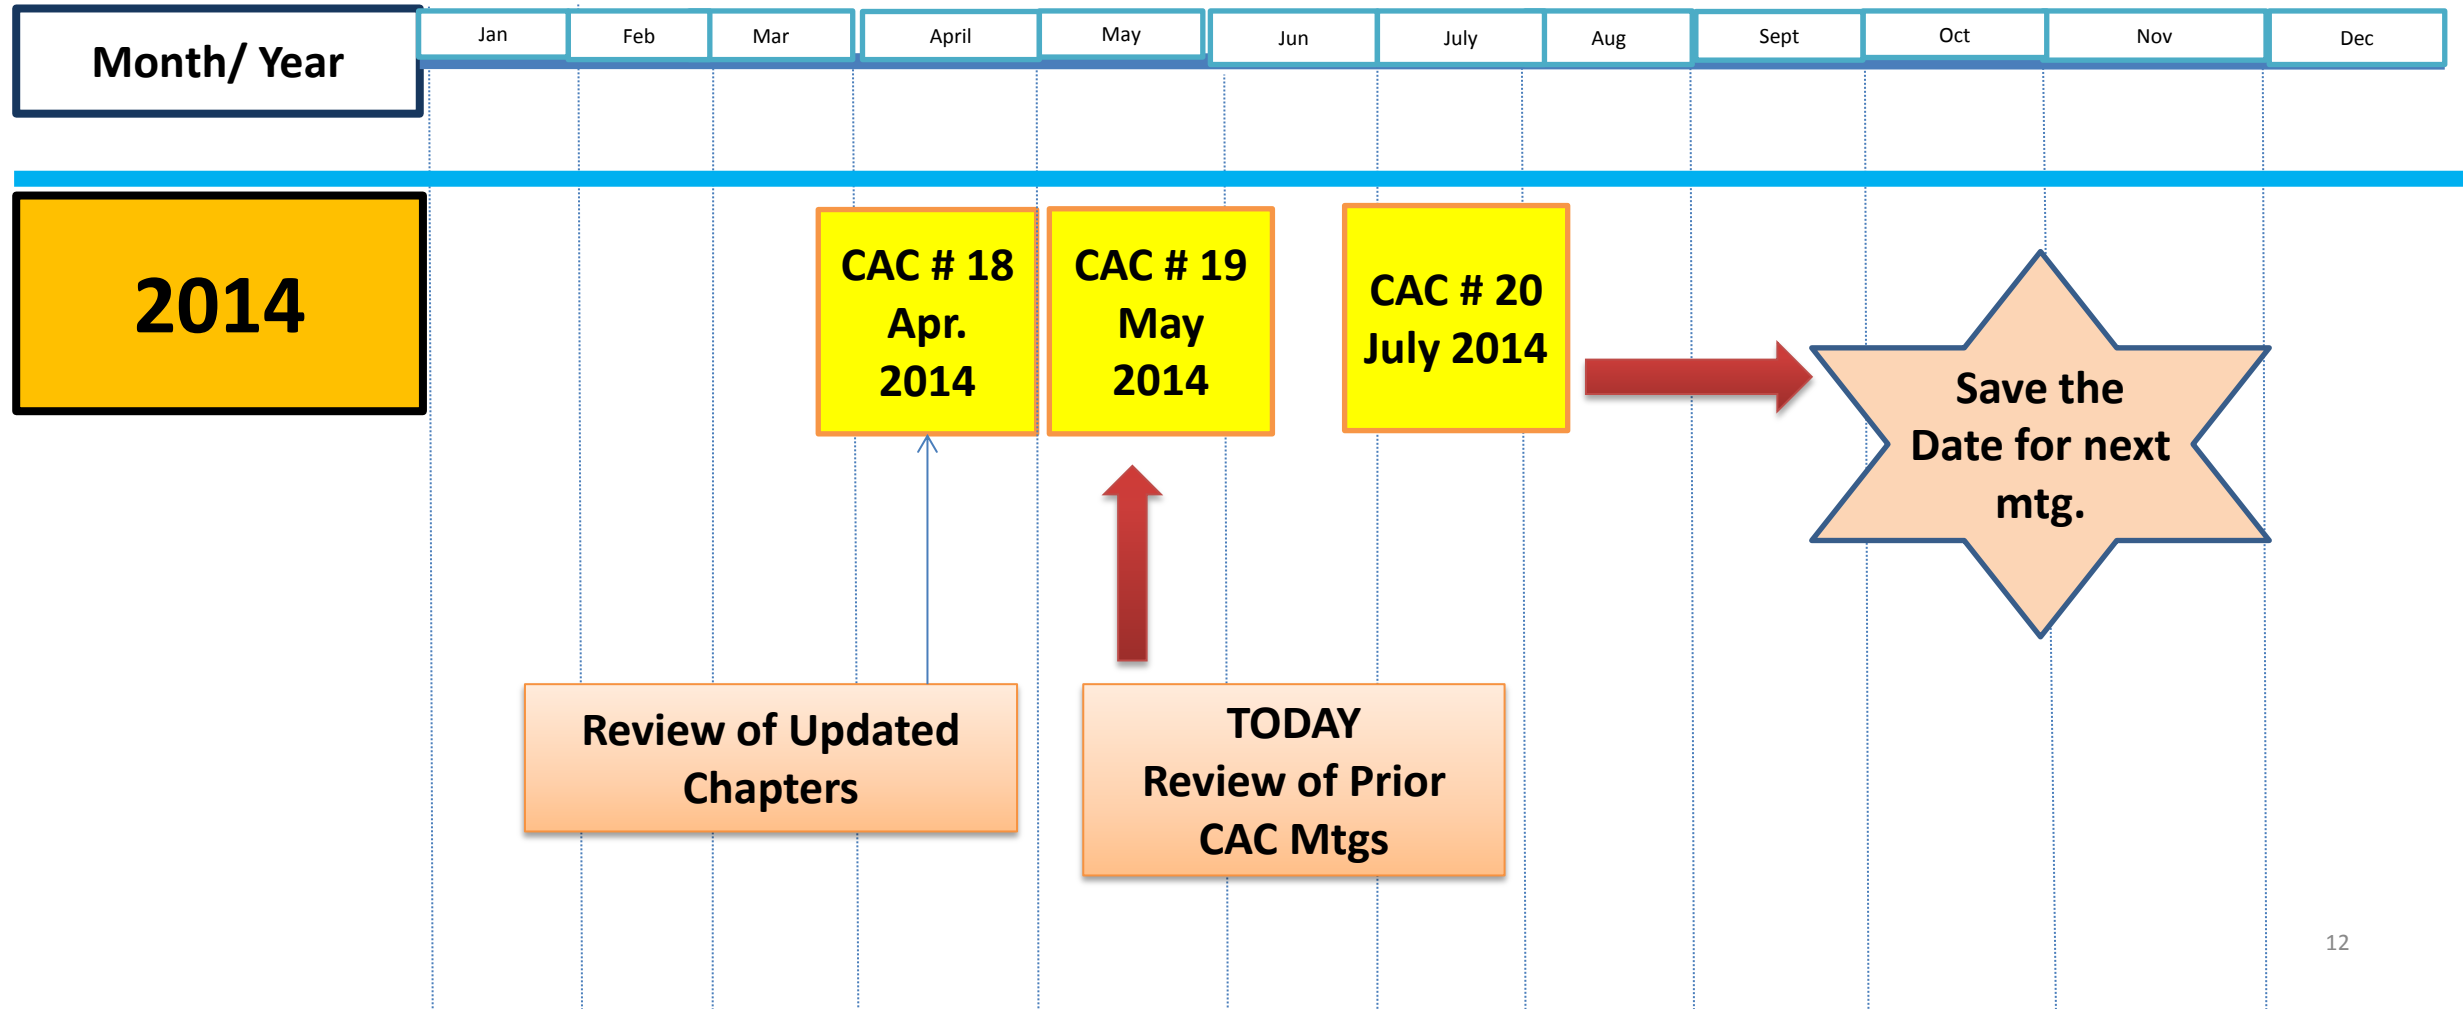 Month/ Year
Jan
Feb
Mar
April
May
Jun
July
Aug
Sept
Oct
Nov
Dec
2014
CAC # 18
Apr.
2014
CAC # 19
May
2014
CAC # 20
July 2014
Save the
Date for next
mtg.
Review of Updated
Chapters
TODAY
Review of Prior
CAC Mtgs
12